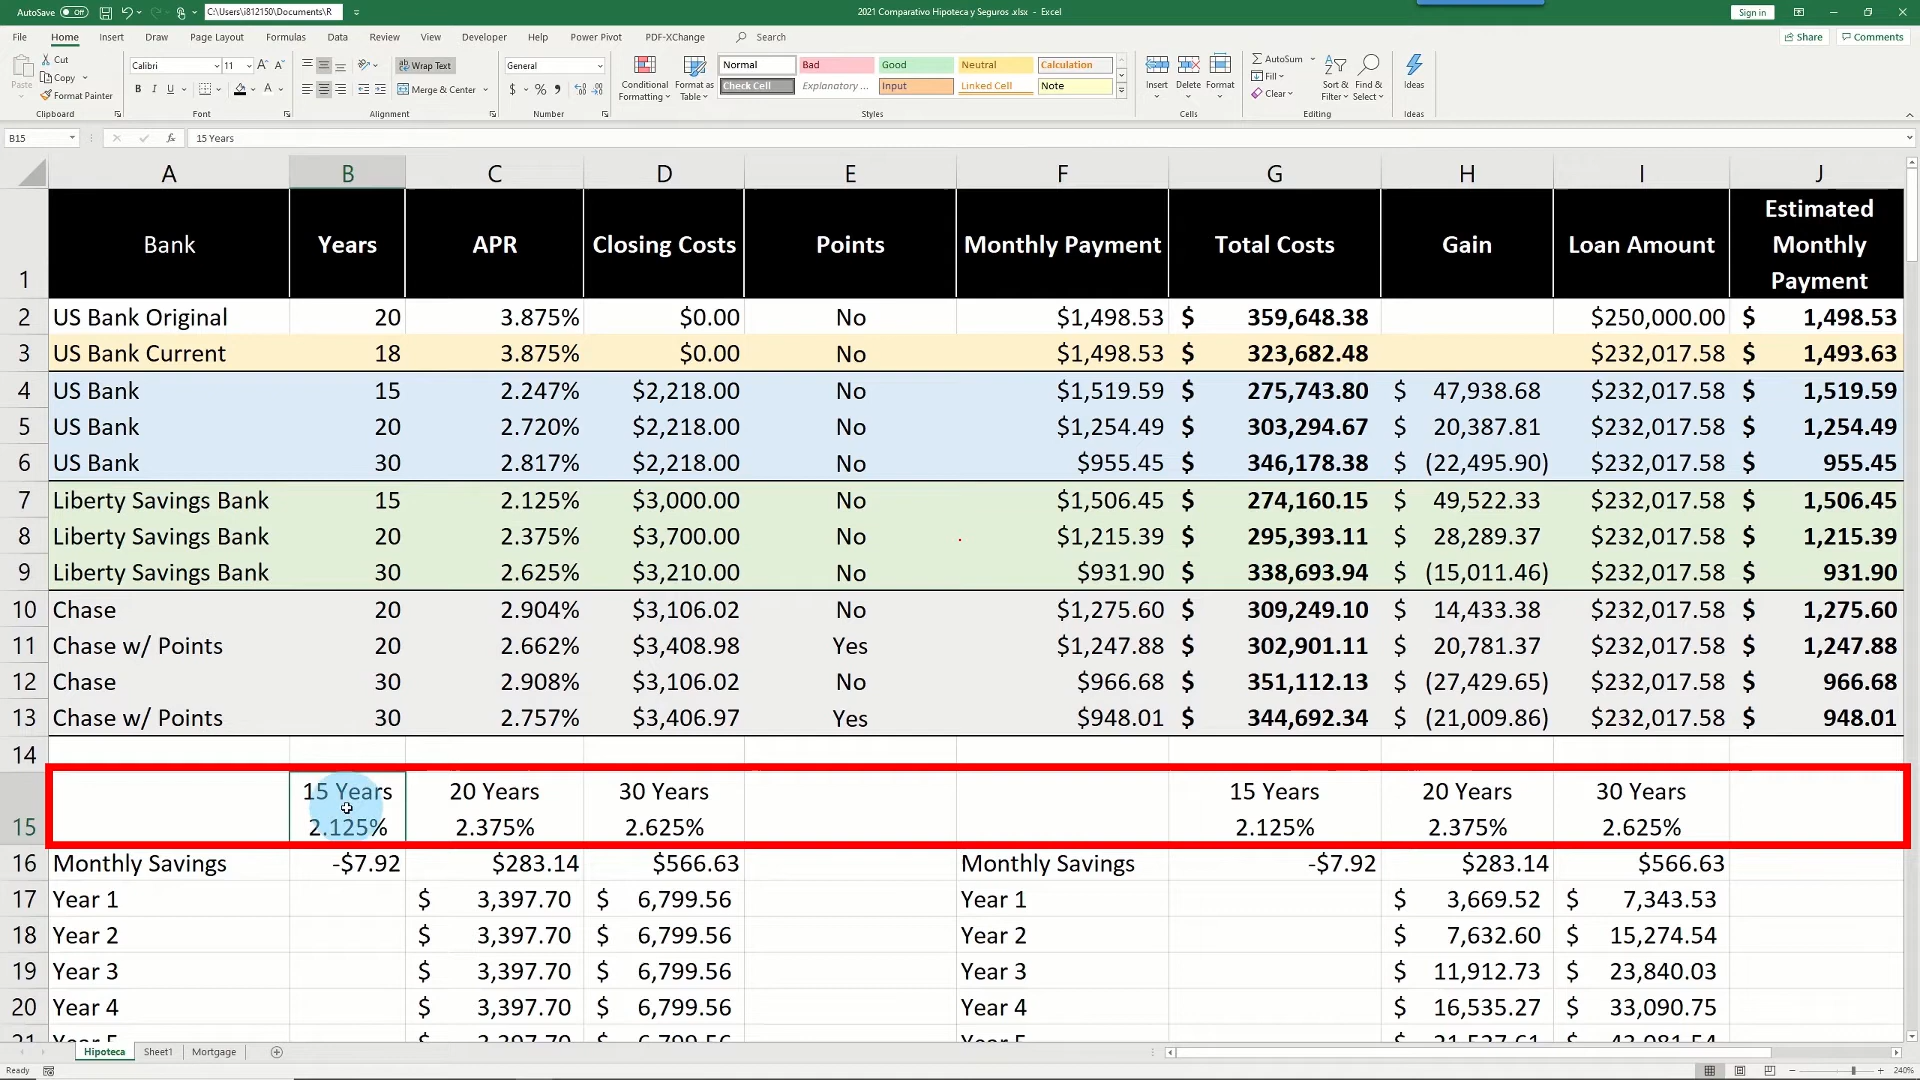 AutoSave Off C:\Users\i812150\Documents\R 2021 Comparativo Hipoteca y Seguros .xlsx - Excel Sign in
File Home Insert Draw Page Layout Formulas Data Review View Developer Help Power Pivot PDF-XChange Search Share Comments
Paste Cut Copy Format Painter Clipboard
Calibri 11 B I U Font
Wrap Text Merge & Center Alignment
General $ % Number
Conditional Formatting Format as Table
Normal Bad Good Neutral Calculation
Check Cell Explanatory ... Input Linked Cell Note
Styles
Insert Delete Format Cells
AutoSum Fill Clear Sort & Filter Find & Select Editing
Ideas Ideas
B15 fx 15 Years
A B C D E F G H I J
1 Bank Years APR Closing Costs Points Monthly Payment Total Costs Gain Loan Amount Estimated Monthly Payment
2 US Bank Original 20 3.875% $0.00 No $1,498.53 $ 359,648.38 $250,000.00 $ 1,498.53
3 US Bank Current 18 3.875% $0.00 No $1,498.53 $ 323,682.48 $232,017.58 $ 1,493.63
4 US Bank 15 2.247% $2,218.00 No $1,519.59 $ 275,743.80 $ 47,938.68 $232,017.58 $ 1,519.59
5 US Bank 20 2.720% $2,218.00 No $1,254.49 $ 303,294.67 $ 20,387.81 $232,017.58 $ 1,254.49
6 US Bank 30 2.817% $2,218.00 No $955.45 $ 346,178.38 $ (22,495.90) $232,017.58 $ 955.45
7 Liberty Savings Bank 15 2.125% $3,000.00 No $1,506.45 $ 274,160.15 $ 49,522.33 $232,017.58 $ 1,506.45
8 Liberty Savings Bank 20 2.375% $3,700.00 No $1,215.39 $ 295,393.11 $ 28,289.37 $232,017.58 $ 1,215.39
9 Liberty Savings Bank 30 2.625% $3,210.00 No $931.90 $ 338,693.94 $ (15,011.46) $232,017.58 $ 931.90
10 Chase 20 2.904% $3,106.02 No $1,275.60 $ 309,249.10 $ 14,433.38 $232,017.58 $ 1,275.60
11 Chase w/ Points 20 2.662% $3,408.98 Yes $1,247.88 $ 302,901.11 $ 20,781.37 $232,017.58 $ 1,247.88
12 Chase 30 2.908% $3,106.02 No $966.68 $ 351,112.13 $ (27,429.65) $232,017.58 $ 966.68
13 Chase w/ Points 30 2.757% $3,406.97 Yes $948.01 $ 344,692.34 $ (21,009.86) $232,017.58 $ 948.01
14
15 Years 20 Years 30 Years 15 Years 20 Years 30 Years
15 2.125% 2.375% 2.625% 2.125% 2.375% 2.625%
16 Monthly Savings -$7.92 $283.14 $566.63 Monthly Savings -$7.92 $283.14 $566.63
17 Year 1 $ 3,397.70 $ 6,799.56 Year 1 $ 3,669.52 $ 7,343.53
18 Year 2 $ 3,397.70 $ 6,799.56 Year 2 $ 7,632.60 $ 15,274.54
19 Year 3 $ 3,397.70 $ 6,799.56 Year 3 $ 11,912.73 $ 23,840.03
20 Year 4 $ 3,397.70 $ 6,799.56 Year 4 $ 16,535.27 $ 33,090.75
Hipoteca Sheet1 Mortgage
Ready 240%